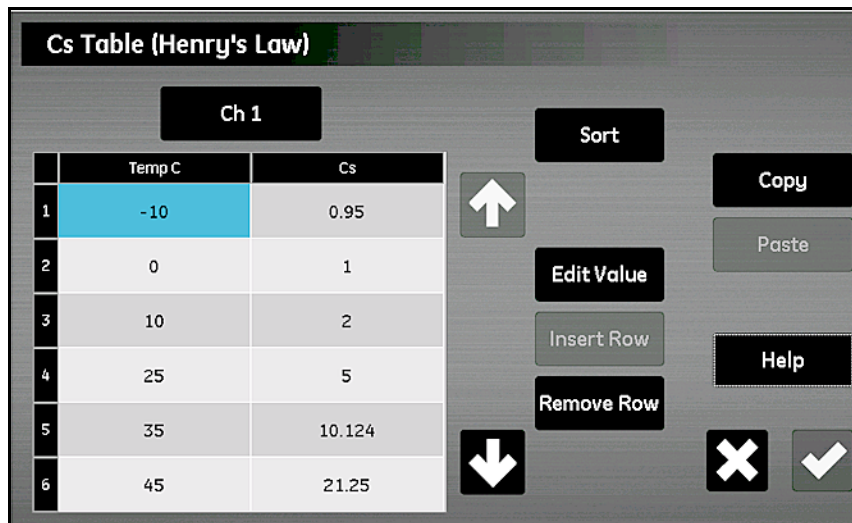 Cs Table (Henry's Law)
Ch 1
Sort
Temp C Cs
Copy
1 -10 0.95
Paste
2 0 1
Edit Value
3 10 2
Insert Row
Help
4 25 5
Remove Row
5 35 10.124
6 45 21.25